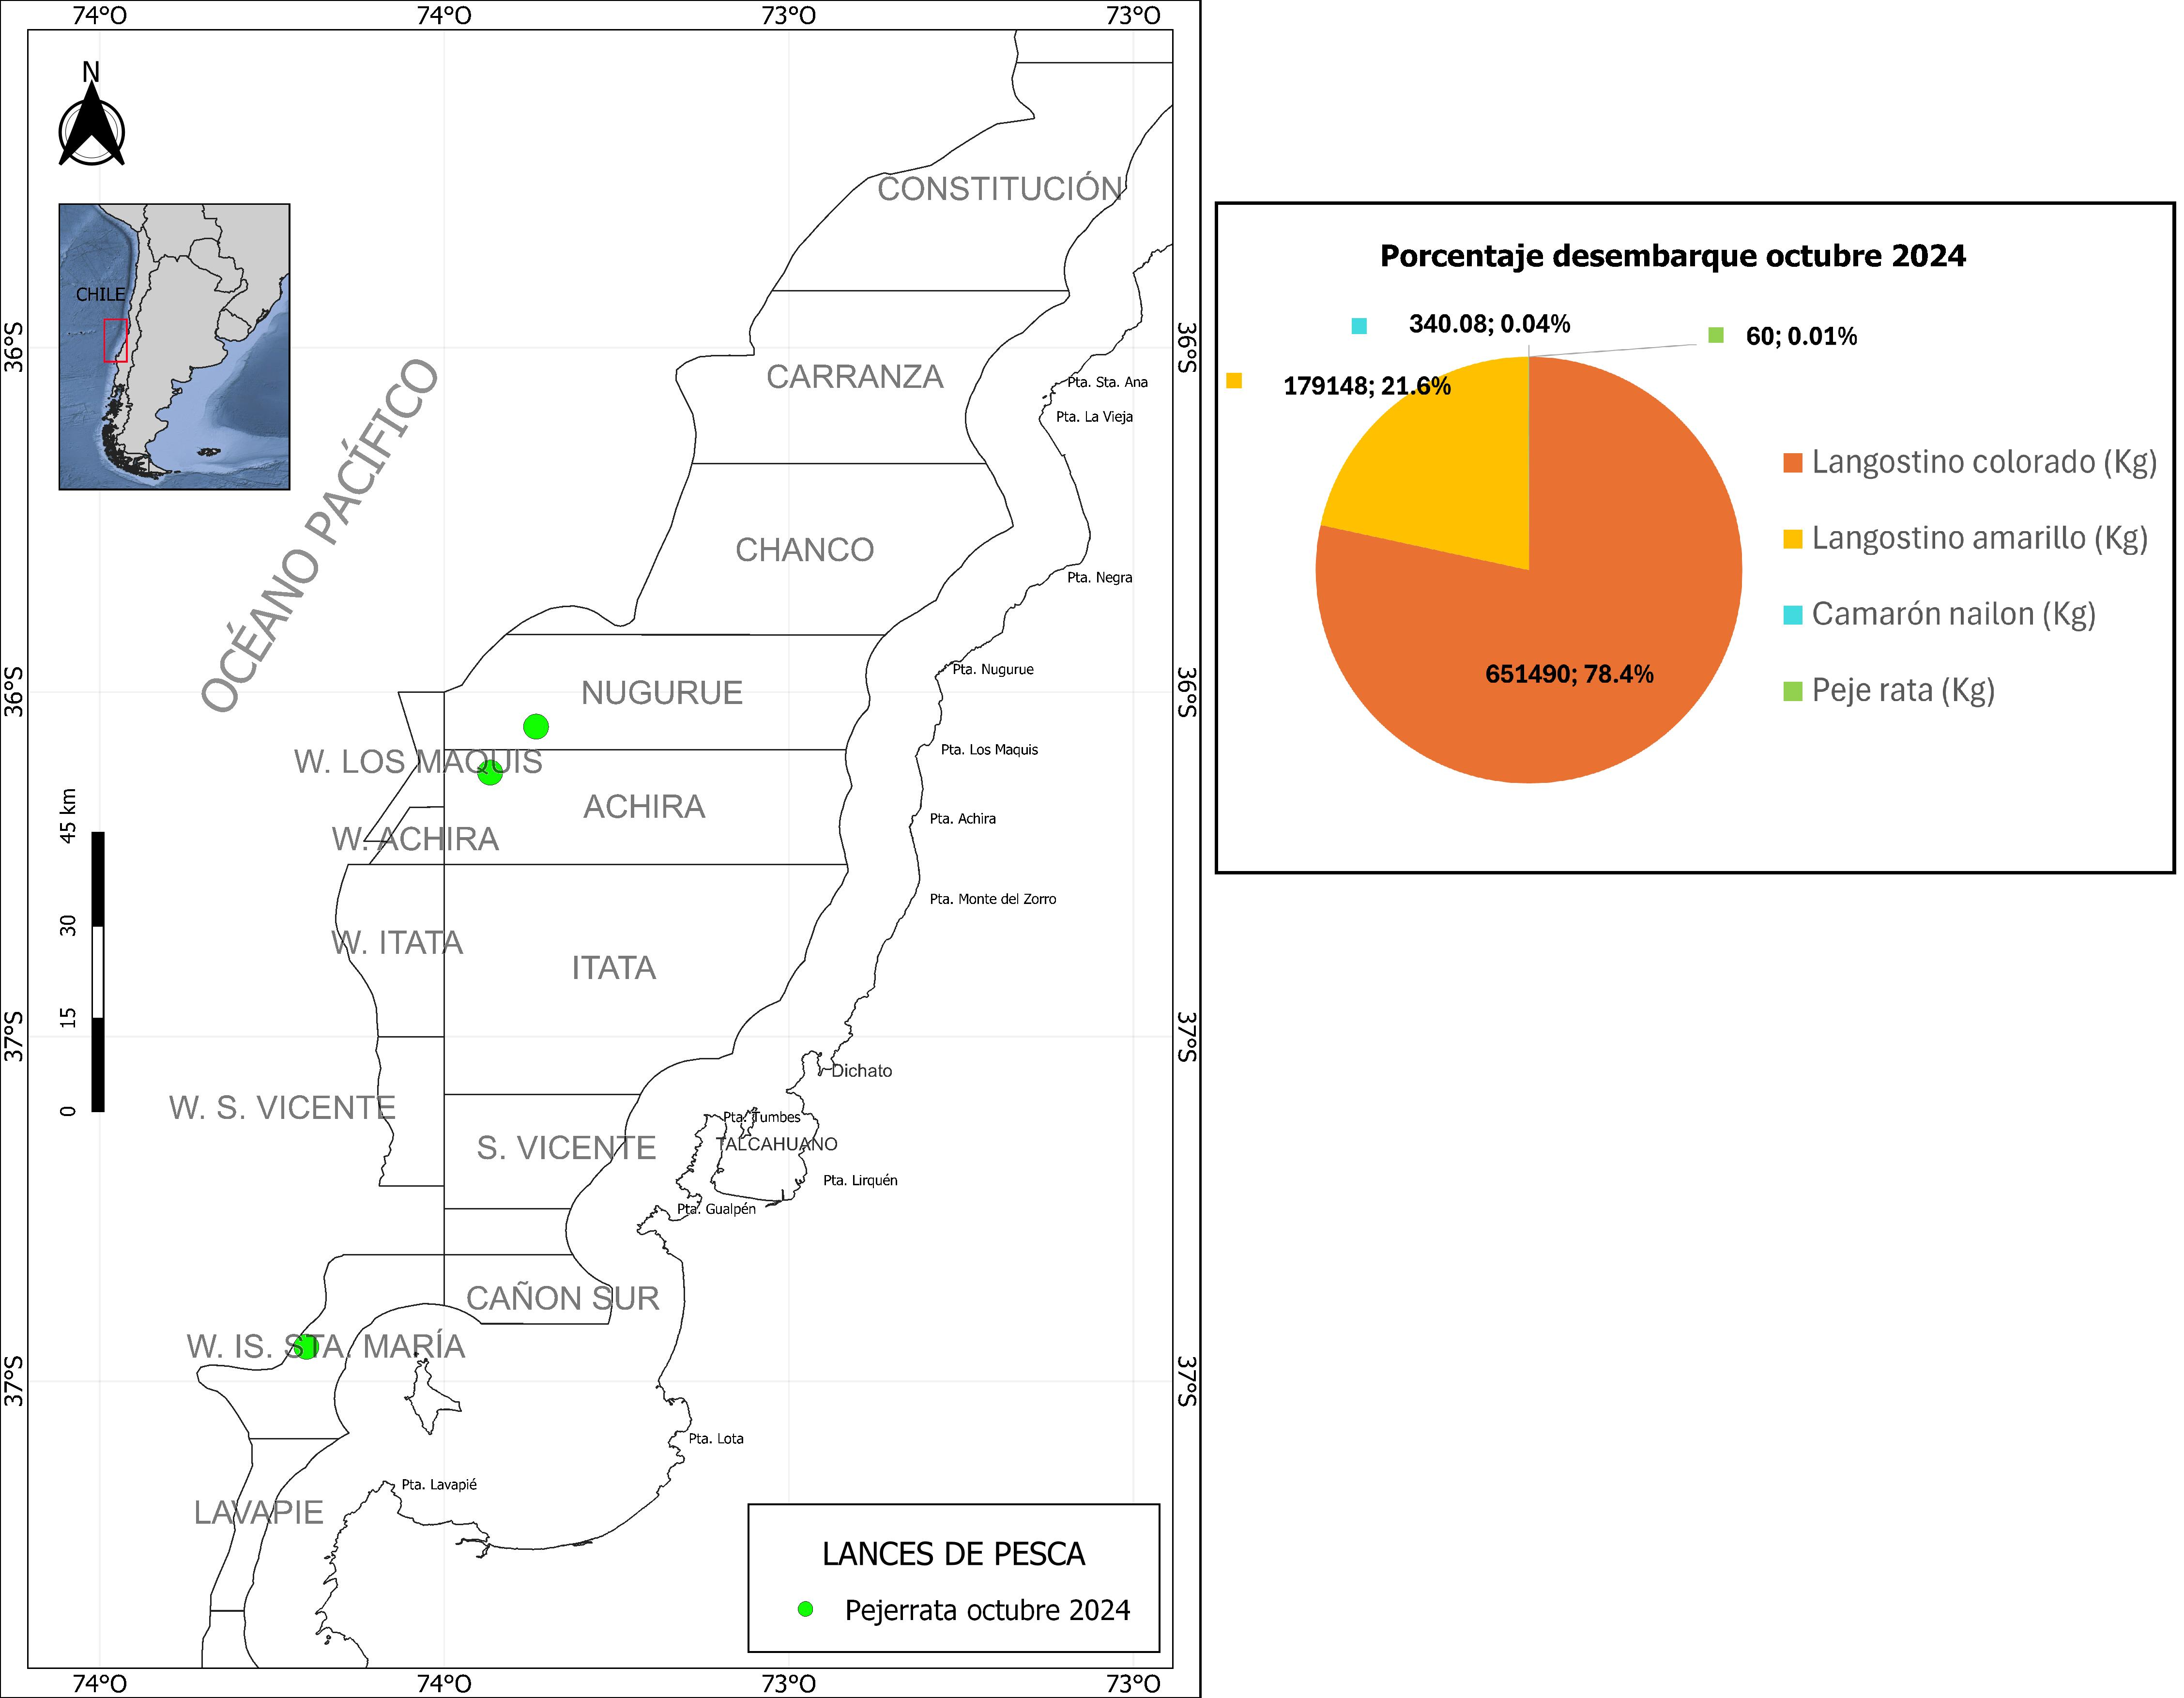 74°O 74°O 73°O 73°O
N
CONSTITUCIÓN
CHILE
36°S 36°S
OCÉANO PACÍFICO
CARRANZA
Pta. Sta. Ana
Pta. La Vieja
CHANCO
Pta. Negra
Pta. Nugurue
36°S 36°S
NUGURUE
Pta. Los Maquis
W. LOS MAQUIS
ACHIRA
Pta. Achira
W. ACHIRA
Pta. Monte del Zorro
W. ITATA
ITATA
0 15 30 45 km
37°S 37°S
Dichato
W. S. VICENTE
Pta. Tumbes
S. VICENTE
TALCAHUANO
Pta. Lirquén
Pta. Gualpén
CAÑON SUR
W. IS. STA. MARÍA
37°S 37°S
Pta. Lota
Pta. Lavapié
LAVAPIE
LANCES DE PESCA
Pejerrata octubre 2024
74°O 74°O 73°O 73°O
Porcentaje desembarque octubre 2024
340.08; 0.04%
60; 0.01%
179148; 21.6%
651490; 78.4%
Langostino colorado (Kg)
Langostino amarillo (Kg)
Camarón nailon (Kg)
Peje rata (Kg)